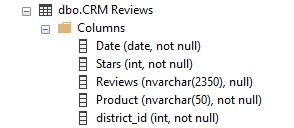 dbo.CRM Reviews
Columns
Date (date, not null)
Stars (int, not null)
Reviews (nvarchar(2350), null)
Product (nvarchar(50), not null)
district_id (int, not null)